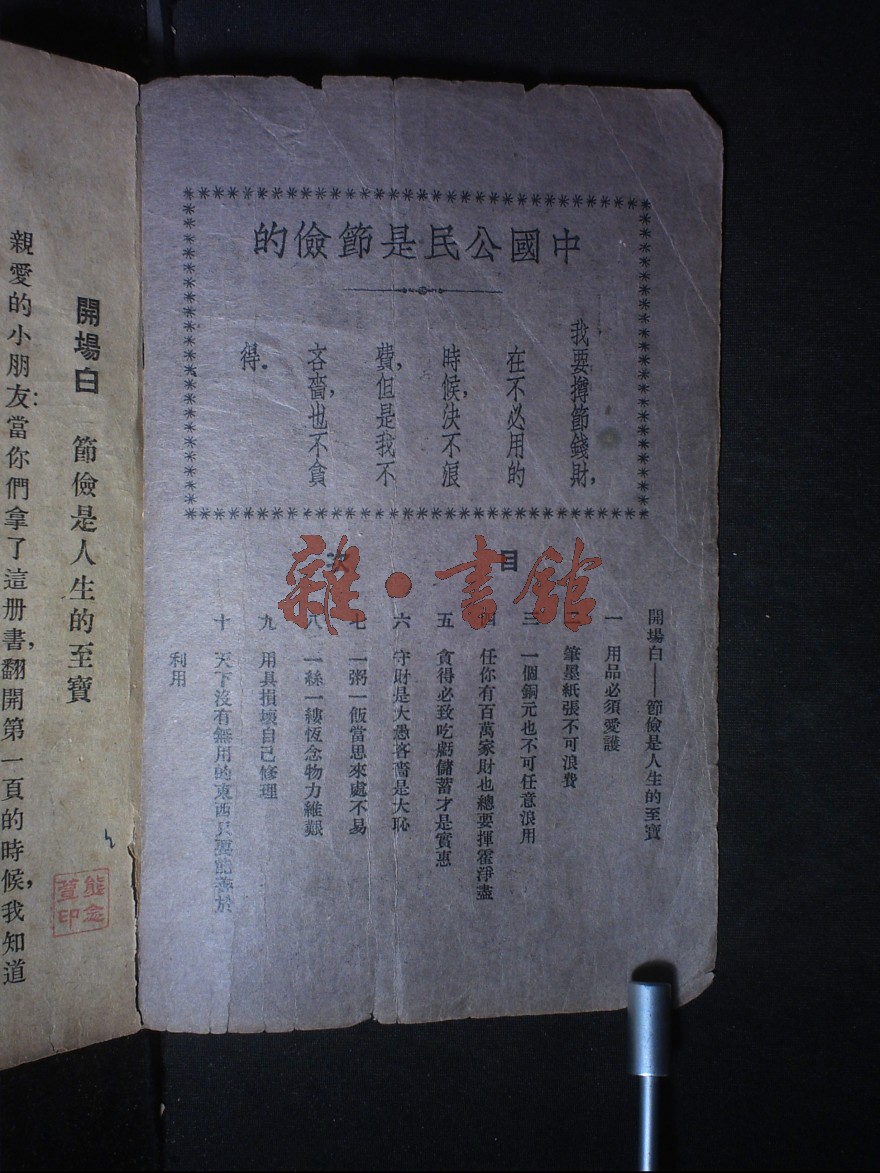 中國公民是節儉的
我要撙節錢財，
在不必用的
時候，決不浪
費，但是我不
吝嗇，也不貪
得。
目次
開場白——節儉是人生的至寶
一 用品必須愛護
二 筆墨紙張不可浪費
三 一個銅元也不可任意浪用
四 任你有百萬家財也總要揮霍淨盡
五 貪得必致吃虧儲蓄才是實惠
六 守財是大愚吝嗇是大恥
七 一粥一飯當思來處不易
八 一絲一縷恆念物力維艱
九 用具損壞自己修理
十 天下沒有無用的東西只要能善於
利用
雜·書館
開場白 節儉是人生的至寶
親愛的小朋友：當你們拿了這册書，翻開第一頁的時候，我知道
熊念萱印